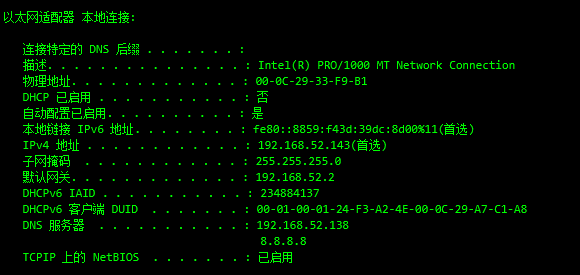 以太网适配器 本地连接:
连接特定的 DNS 后缀 . . . . . . . :
描述. . . . . . . . . . . . . . . : Intel(R) PRO/1000 MT Network Connection
物理地址. . . . . . . . . . . . . : 00-0C-29-33-F9-B1
DHCP 已启用 . . . . . . . . . . . : 否
自动配置已启用. . . . . . . . . . : 是
本地链接 IPv6 地址. . . . . . . . : fe80::8859:f43d:39dc:8d00%11(首选)
IPv4 地址 . . . . . . . . . . . . : 192.168.52.143(首选)
子网掩码 . . . . . . . . . . . . : 255.255.255.0
默认网关. . . . . . . . . . . . . : 192.168.52.2
DHCPv6 IAID . . . . . . . . . . . : 234884137
DHCPv6 客户端 DUID . . . . . . . : 00-01-00-01-24-F3-A2-4E-00-0C-29-A7-C1-A8
DNS 服务器 . . . . . . . . . . . : 192.168.52.138
8.8.8.8
TCPIP 上的 NetBIOS . . . . . . . : 已启用